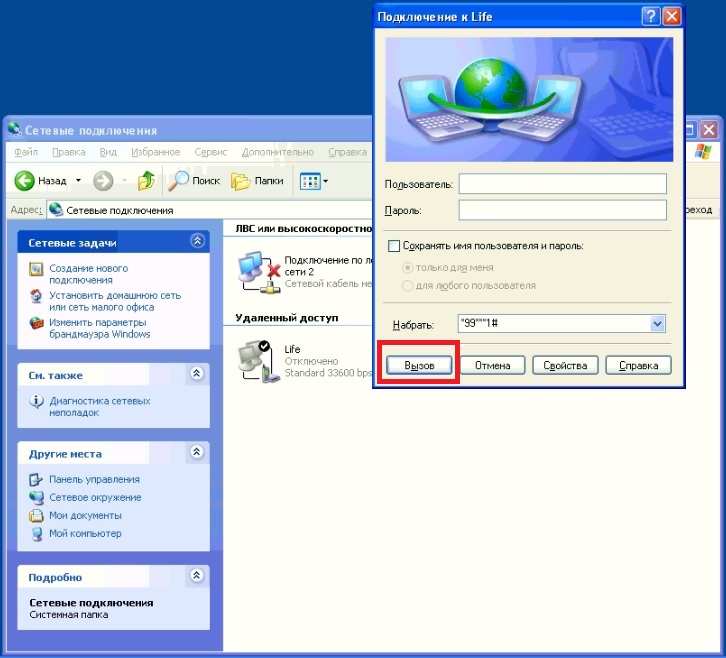 Подключение к Life
Пользователь:
Пароль:
Сохранять имя пользователя и пароль:
только для меня
для любого пользователя
Набрать: *99***1#
Вызов Отмена Свойства Справка
Сетевые подключения
Файл Правка Вид Избранное Сервис Дополнительно Справка
Назад Поиск Папки
Адрес: Сетевые подключения
Сетевые задачи
Создание нового
подключения
Установить домашнюю сеть
или сеть малого офиса
Изменить параметры
брандмауэра Windows
См. также
Диагностика сетевых
неполадок
Другие места
Панель управления
Сетевое окружение
Мои документы
Мой компьютер
Подробно
Сетевые подключения
Системная папка
ЛВС или высокоскоростно
Подключение по ло
сети 2
Сетевой кабель не
Удаленный доступ
Life
Отключено
Standard 33600 bps